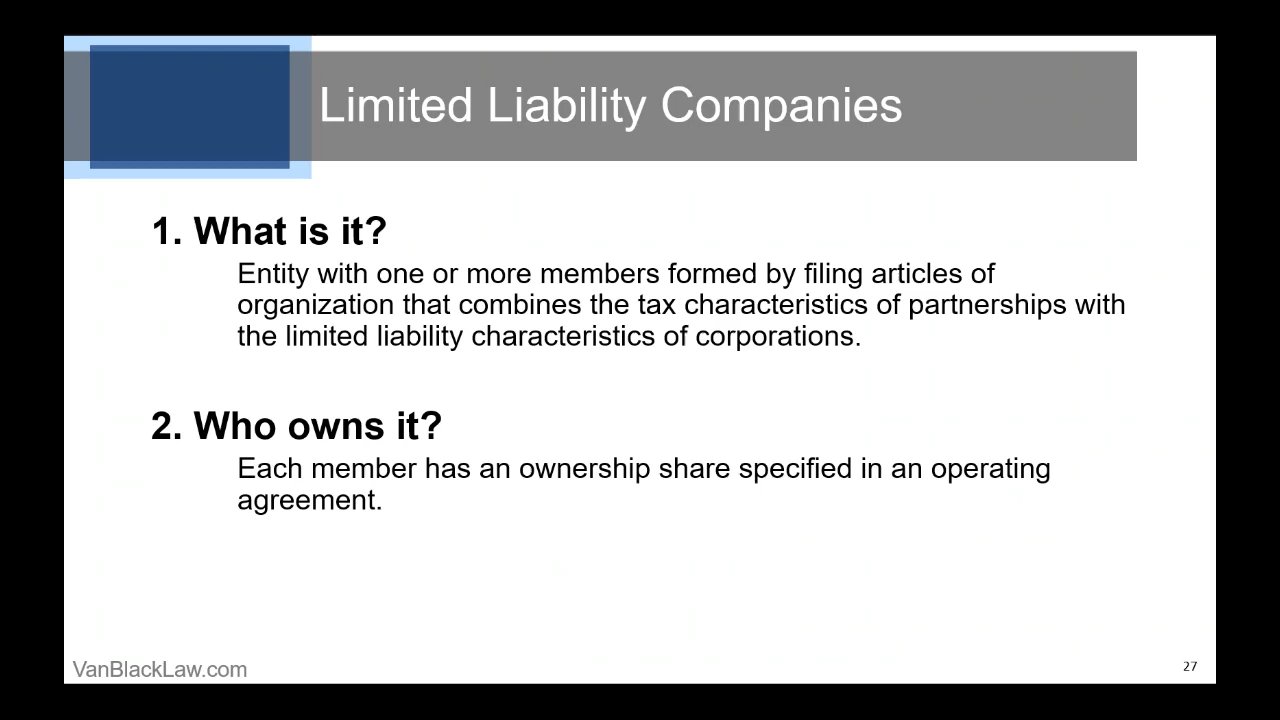 Limited Liability Companies
1. What is it?
Entity with one or more members formed by filing articles of
organization that combines the tax characteristics of partnerships with
the limited liability characteristics of corporations.
2. Who owns it?
Each member has an ownership share specified in an operating
agreement.
VanBlackLaw.com
27